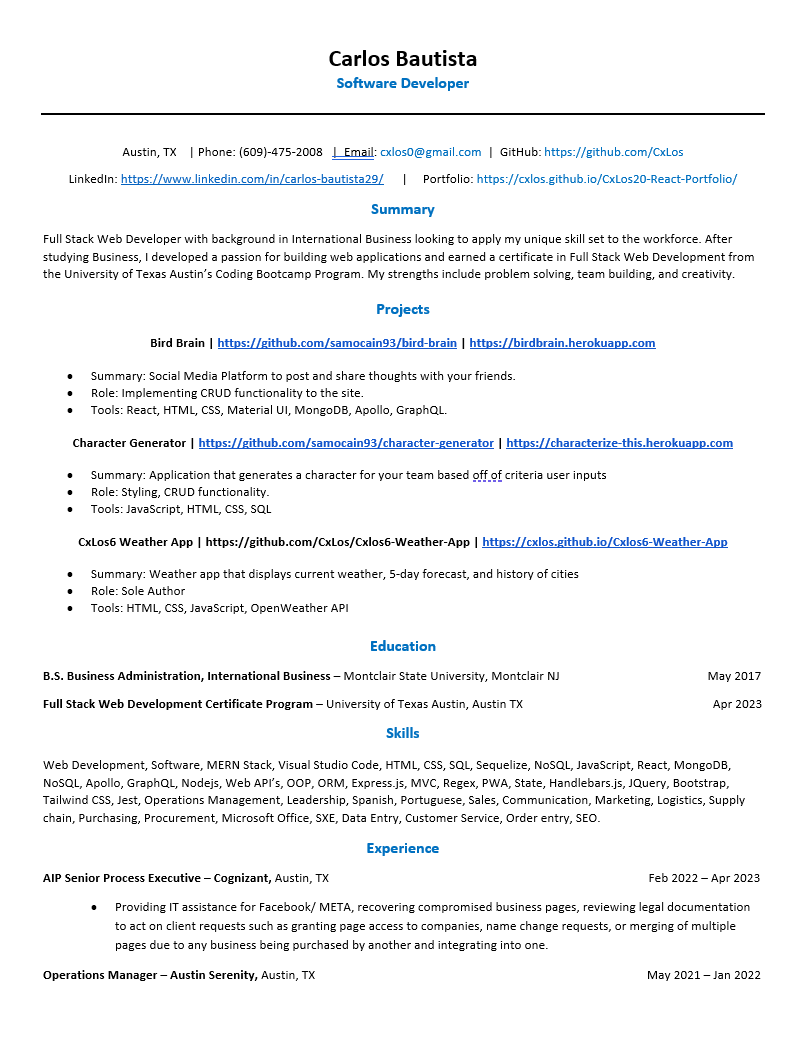 Carlos Bautista
Software Developer
Austin, TX | Phone: (609)-475-2008 | Email: cxlos0@gmail.com | GitHub: https://github.com/CxLos
LinkedIn: https://www.linkedin.com/in/carlos-bautista29/ | Portfolio: https://cxlos.github.io/CxLos20-React-Portfolio/
Summary
Full Stack Web Developer with background in International Business looking to apply my unique skill set to the workforce. After
studying Business, I developed a passion for building web applications and earned a certificate in Full Stack Web Development from
the University of Texas Austin’s Coding Bootcamp Program. My strengths include problem solving, team building, and creativity.
Projects
Bird Brain | https://github.com/samocain93/bird-brain | https://birdbrain.herokuapp.com
• Summary: Social Media Platform to post and share thoughts with your friends.
• Role: Implementing CRUD functionality to the site.
• Tools: React, HTML, CSS, Material UI, MongoDB, Apollo, GraphQL.
Character Generator | https://github.com/samocain93/character-generator | https://characterize-this.herokuapp.com
• Summary: Application that generates a character for your team based off of criteria user inputs
• Role: Styling, CRUD functionality.
• Tools: JavaScript, HTML, CSS, SQL
CxLos6 Weather App | https://github.com/CxLos/Cxlos6-Weather-App | https://cxlos.github.io/Cxlos6-Weather-App
• Summary: Weather app that displays current weather, 5-day forecast, and history of cities
• Role: Sole Author
• Tools: HTML, CSS, JavaScript, OpenWeather API
Education
B.S. Business Administration, International Business – Montclair State University, Montclair NJ May 2017
Full Stack Web Development Certificate Program – University of Texas Austin, Austin TX Apr 2023
Skills
Web Development, Software, MERN Stack, Visual Studio Code, HTML, CSS, SQL, Sequelize, NoSQL, JavaScript, React, MongoDB,
NoSQL, Apollo, GraphQL, Nodejs, Web API’s, OOP, ORM, Express.js, MVC, Regex, PWA, State, Handlebars.js, JQuery, Bootstrap,
Tailwind CSS, Jest, Operations Management, Leadership, Spanish, Portuguese, Sales, Communication, Marketing, Logistics, Supply
chain, Purchasing, Procurement, Microsoft Office, SXE, Data Entry, Customer Service, Order entry, SEO.
Experience
AIP Senior Process Executive – Cognizant, Austin, TX Feb 2022 – Apr 2023
• Providing IT assistance for Facebook/ META, recovering compromised business pages, reviewing legal documentation
to act on client requests such as granting page access to companies, name change requests, or merging of multiple
pages due to any business being purchased by another and integrating into one.
Operations Manager – Austin Serenity, Austin, TX May 2021 – Jan 2022